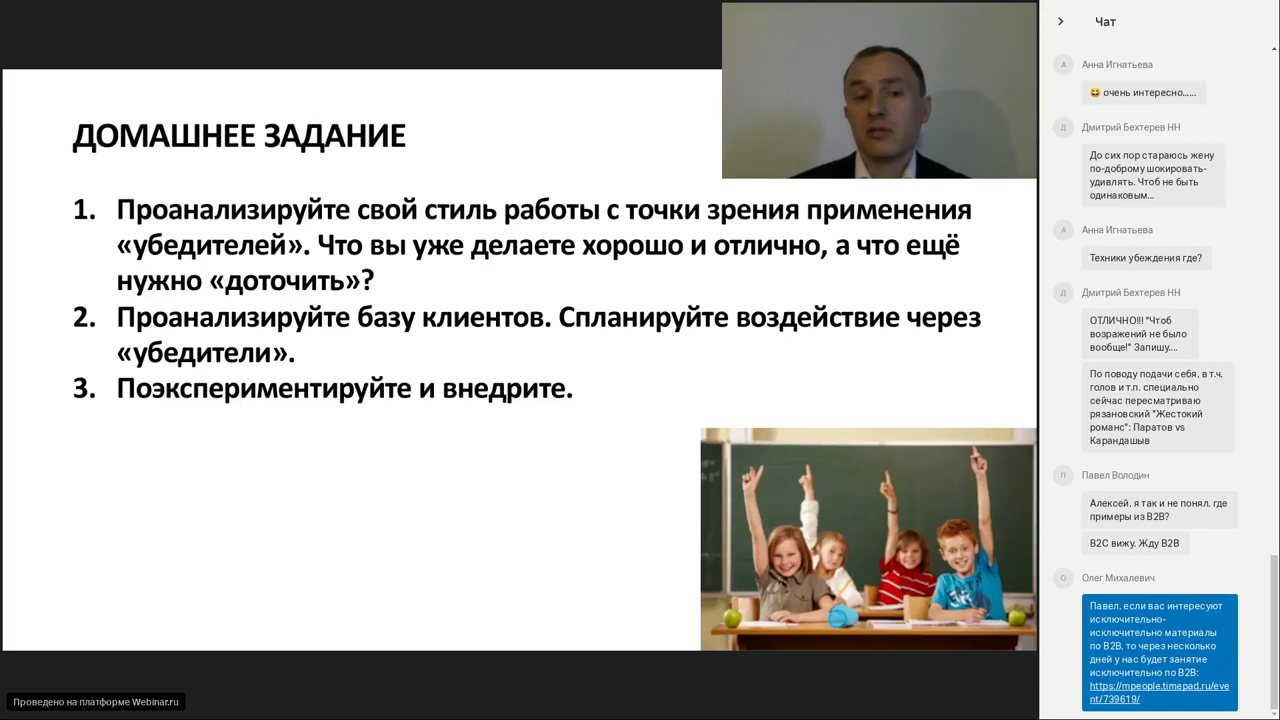 ДОМАШНЕЕ ЗАДАНИЕ
1. Проанализируйте свой стиль работы с точки зрения применения
«убедителей». Что вы уже делаете хорошо и отлично, а что ещё
нужно «доточить»?
2. Проанализируйте базу клиентов. Спланируйте воздействие через
«убедители».
3. Поэкспериментируйте и внедрите.
Проведено на платформе Webinar.ru
Чат
А
Анна Игнатьева
😂 очень интересно......
Д
Дмитрий Бехтерев НН
До сих пор стараюсь жену
по-доброму шокировать-
удивлять. Чтоб не быть
одинаковым...
А
Анна Игнатьева
Техники убеждения где?
Д
Дмитрий Бехтерев НН
ОТЛИЧНО!!! "Чтоб
возражений не было
вообще!" Запишу....
По поводу подачи себя, в т.ч.
голов и т.п. специально
сейчас пересматриваю
рязановский "Жестокий
романс": Паратов vs
Карандашыв
П
Павел Володин
Алексей, я так и не понял, где
примеры из B2B?
B2C вижу. Жду B2B
О
Олег Михалевич
Павел, если вас интересуют
исключительно-
исключительно материалы
по B2B, то через несколько
дней у нас будет занятие
исключительно по B2B:
https://mpeople.timepad.ru/eve
nt/739619/